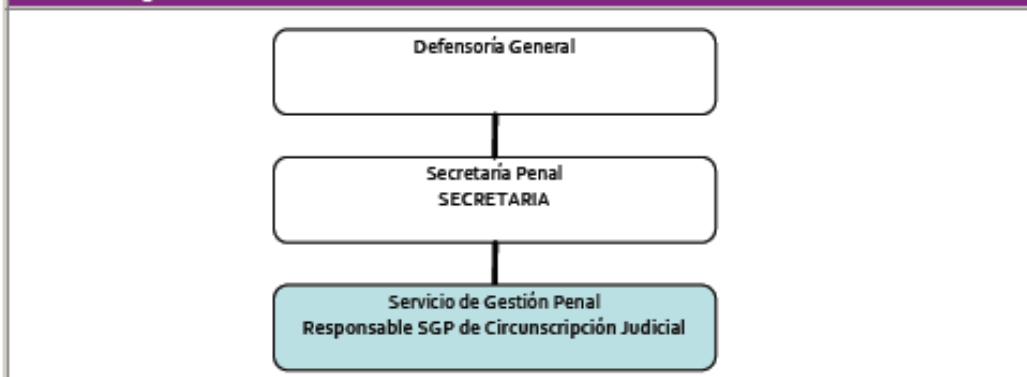 Defensoría General
Secretaría Penal
SECRETARIA
Servicio de Gestión Penal
Responsable SGP de Circunscripción Judicial